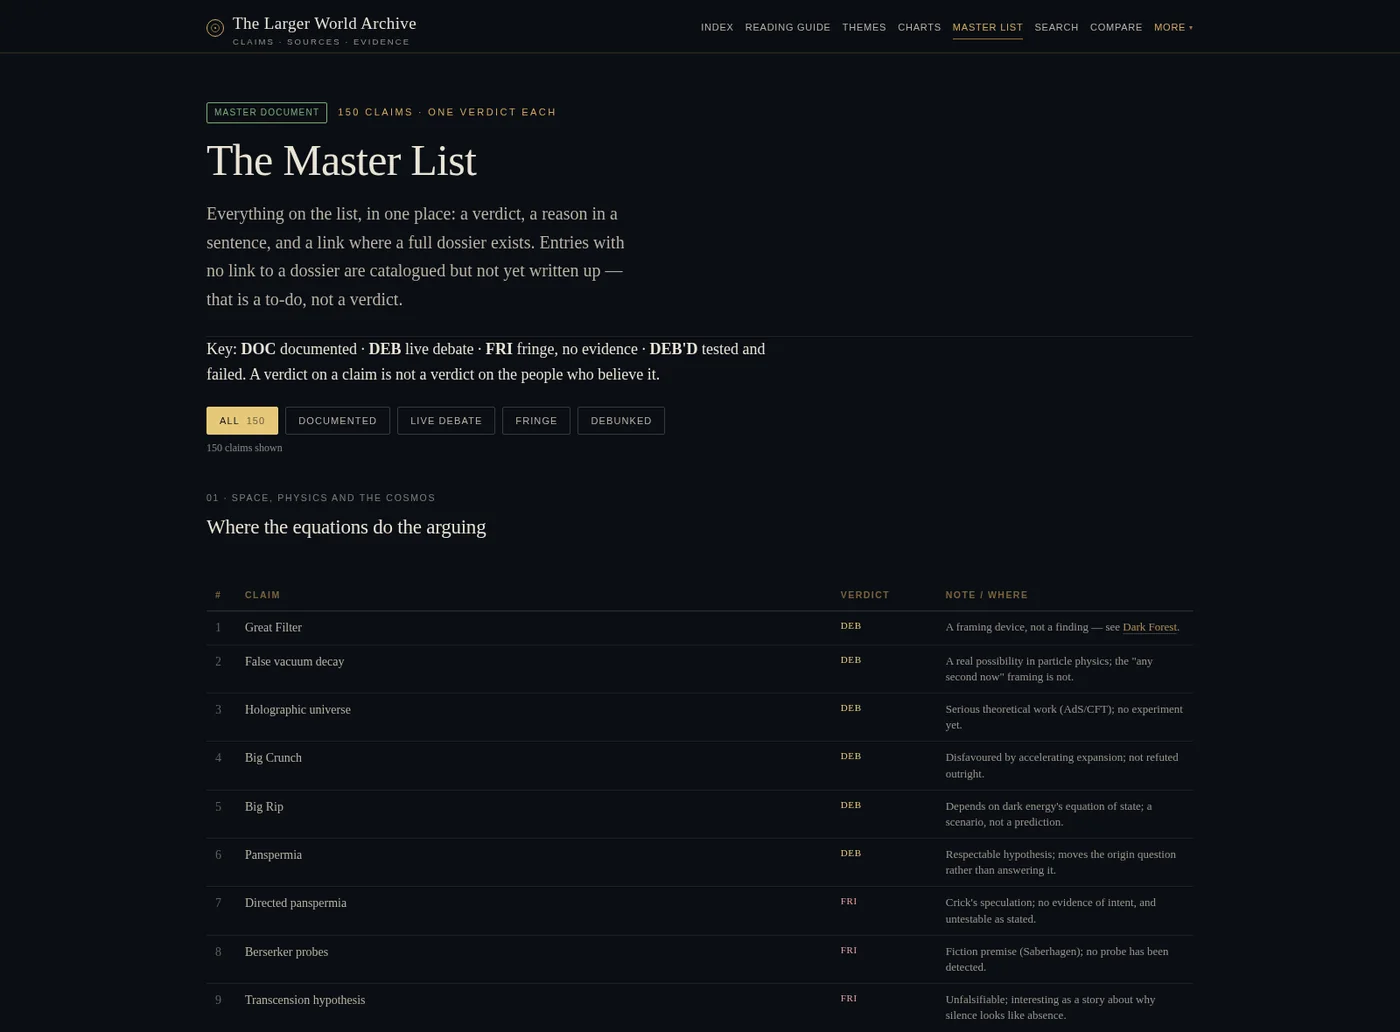 The Larger World Archive
CLAIMS · SOURCES · EVIDENCE
INDEX READING GUIDE THEMES CHARTS MASTER LIST SEARCH COMPARE MORE ▾
MASTER DOCUMENT
150 CLAIMS · ONE VERDICT EACH
The Master List
Everything on the list, in one place: a verdict, a reason in a
sentence, and a link where a full dossier exists. Entries with
no link to a dossier are catalogued but not yet written up —
that is a to-do, not a verdict.
Key: DOC documented · DEB live debate · FRI fringe, no evidence · DEB'D tested and
failed. A verdict on a claim is not a verdict on the people who believe it.
ALL 150 DOCUMENTED LIVE DEBATE FRINGE DEBUNKED
150 claims shown
01 · SPACE, PHYSICS AND THE COSMOS
Where the equations do the arguing
# CLAIM VERDICT NOTE / WHERE
1 Great Filter DEB A framing device, not a finding — see Dark Forest.
2 False vacuum decay DEB A real possibility in particle physics; the "any
second now" framing is not.
3 Holographic universe DEB Serious theoretical work (AdS/CFT); no experiment
yet.
4 Big Crunch DEB Disfavoured by accelerating expansion; not refuted
outright.
5 Big Rip DEB Depends on dark energy's equation of state; a
scenario, not a prediction.
6 Panspermia DEB Respectable hypothesis; moves the origin question
rather than answering it.
7 Directed panspermia FRI Crick's speculation; no evidence of intent, and
untestable as stated.
8 Berserker probes FRI Fiction premise (Saberhagen); no probe has been
detected.
9 Transcension hypothesis FRI Unfalsifiable; interesting as a story about why
silence looks like absence.